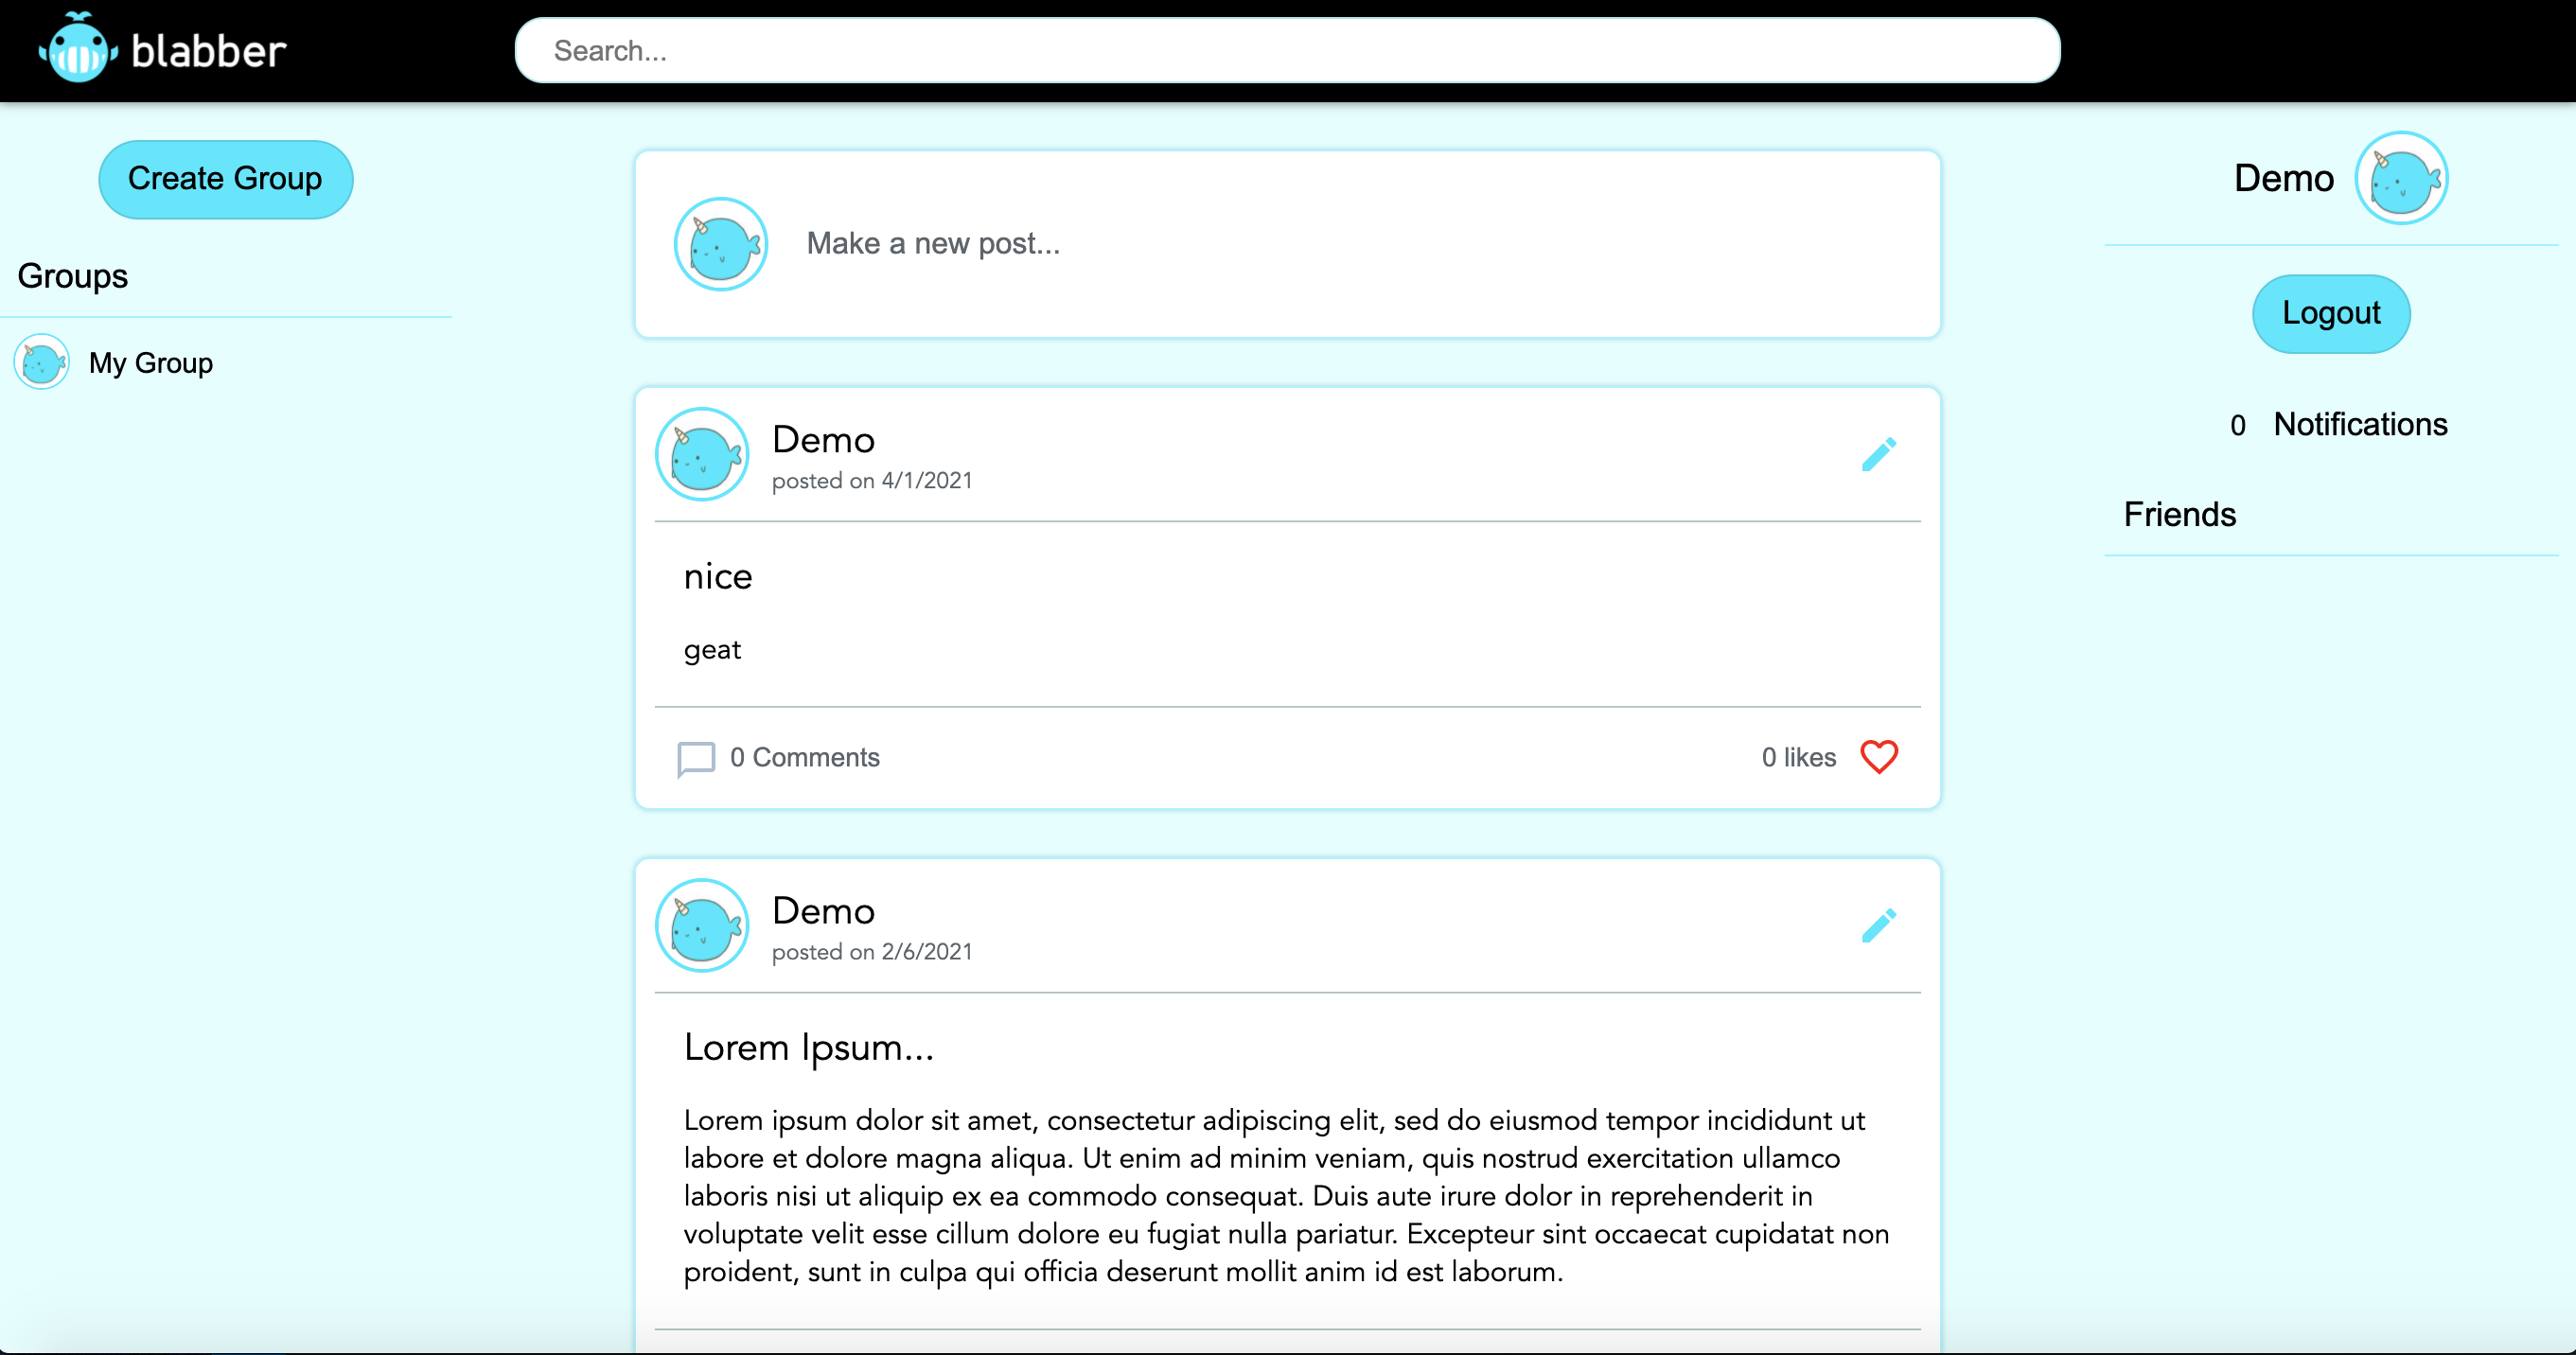 blabber
Search...
Create Group
Groups
My Group
Make a new post...
Demo
posted on 4/1/2021
nice
geat
0 Comments
0 likes
Demo
posted on 2/6/2021
Lorem Ipsum...
Lorem ipsum dolor sit amet, consectetur adipiscing elit, sed do eiusmod tempor incididunt ut
labore et dolore magna aliqua. Ut enim ad minim veniam, quis nostrud exercitation ullamco
laboris nisi ut aliquip ex ea commodo consequat. Duis aute irure dolor in reprehenderit in
voluptate velit esse cillum dolore eu fugiat nulla pariatur. Excepteur sint occaecat cupidatat non
proident, sunt in culpa qui officia deserunt mollit anim id est laborum.
Demo
Logout
0 Notifications
Friends